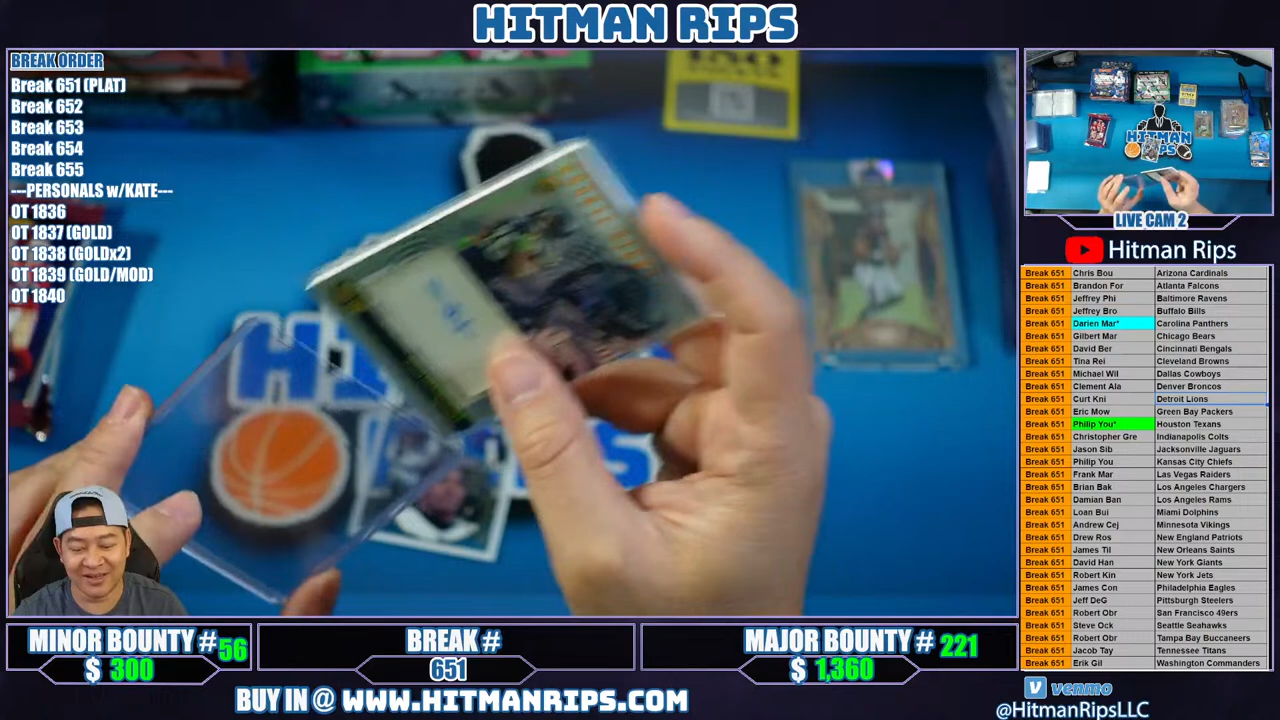 HITMAN RIPS
BREAK ORDER
Break 651 (PLAT)
Break 652
Break 653
Break 654
Break 655
---PERSONALS w/KATE---
OT 1836
OT 1837 (GOLD)
OT 1838 (GOLDx2)
OT 1839 (GOLD/MOD)
OT 1840
LIVE CAM 2
Hitman Rips
Break 651 Chris Bou Arizona Cardinals
Break 651 Brandon For Atlanta Falcons
Break 651 Jeffrey Phi Baltimore Ravens
Break 651 Jeffrey Bro Buffalo Bills
Break 651 Darien Mar* Carolina Panthers
Break 651 Gilbert Mar Chicago Bears
Break 651 David Ber Cincinnati Bengals
Break 651 Tina Rei Cleveland Browns
Break 651 Michael Wil Dallas Cowboys
Break 651 Clement Ala Denver Broncos
Break 651 Curt Kni Detroit Lions
Break 651 Eric Mow Green Bay Packers
Break 651 Philip You* Houston Texans
Break 651 Christopher Gre Indianapolis Colts
Break 651 Jason Sib Jacksonville Jaguars
Break 651 Philip You Kansas City Chiefs
Break 651 Frank Mar Las Vegas Raiders
Break 651 Brian Bak Los Angeles Chargers
Break 651 Damian Ban Los Angeles Rams
Break 651 Loan Bui Miami Dolphins
Break 651 Andrew Cej Minnesota Vikings
Break 651 Drew Ros New England Patriots
Break 651 James Til New Orleans Saints
Break 651 David Han New York Giants
Break 651 Robert Kin New York Jets
Break 651 James Con Philadelphia Eagles
Break 651 Jeff DeG Pittsburgh Steelers
Break 651 Robert Obr San Francisco 49ers
Break 651 Steve Ock Seattle Seahawks
Break 651 Robert Obr Tampa Bay Buccaneers
Break 651 Jacob Tay Tennessee Titans
Break 651 Erik Gil Washington Commanders
MINOR BOUNTY # 56
$ 300
BREAK #
651
MAJOR BOUNTY # 221
$ 1,360
BUY IN @ WWW.HITMANRIPS.COM
venmo
@HitmanRipsLLC